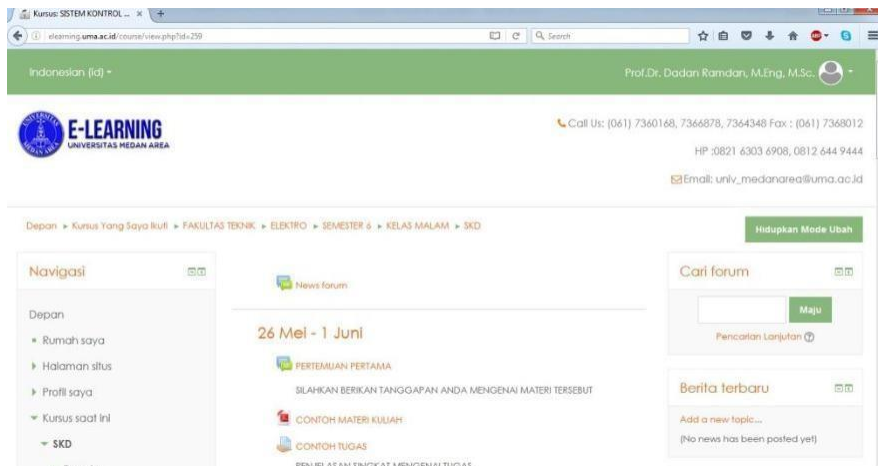 Kursus: SISTEM KONTROL ...
elearning.uma.ac.id/course/view.php?id=259
Search
Indonesian (id)
Prof.Dr. Dadan Ramdan, M.Eng, M.Sc.
E-LEARNING
UNIVERSITAS MEDAN AREA
Call Us: (061) 7360168, 7366878, 7364348 Fax : (061) 7368012
HP :0821 6303 6908, 0812 644 9444
Email: univ_medanarea@uma.ac.id
Depan ▸ Kursus Yang Saya Ikuti ▸ FAKULTAS TEKNIK ▸ ELEKTRO ▸ SEMESTER 6 ▸ KELAS MALAM ▸ SKD
Hidupkan Mode Ubah
Navigasi
Depan
Rumah saya
Halaman situs
Profil saya
Kursus saat ini
SKD
News forum
26 Mei - 1 Juni
PERTEMUAN PERTAMA
SILAHKAN BERIKAN TANGGAPAN ANDA MENGENAI MATERI TERSEBUT
CONTOH MATERI KULIAH
CONTOH TUGAS
PENJELASAN SINGKAT MENGENAI TUGAS
Cari forum
Maju
Pencarian Lanjutan
Berita terbaru
Add a new topic...
(No news has been posted yet)